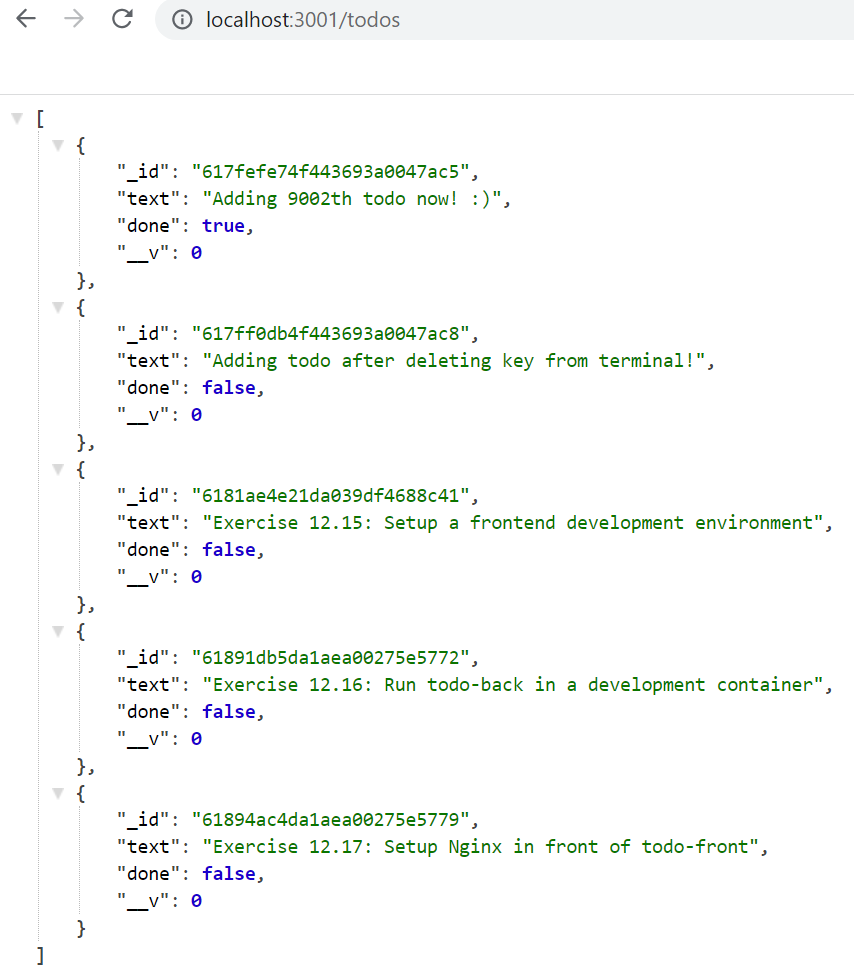 localhost:3001/todos
[
{
"_id": "617fefe74f443693a0047ac5",
"text": "Adding 9002th todo now! :)",
"done": true,
"__v": 0
},
{
"_id": "617ff0db4f443693a0047ac8",
"text": "Adding todo after deleting key from terminal!",
"done": false,
"__v": 0
},
{
"_id": "6181ae4e21da039df4688c41",
"text": "Exercise 12.15: Setup a frontend development environment",
"done": false,
"__v": 0
},
{
"_id": "61891db5da1aea00275e5772",
"text": "Exercise 12.16: Run todo-back in a development container",
"done": false,
"__v": 0
},
{
"_id": "61894ac4da1aea00275e5779",
"text": "Exercise 12.17: Setup Nginx in front of todo-front",
"done": false,
"__v": 0
}
]